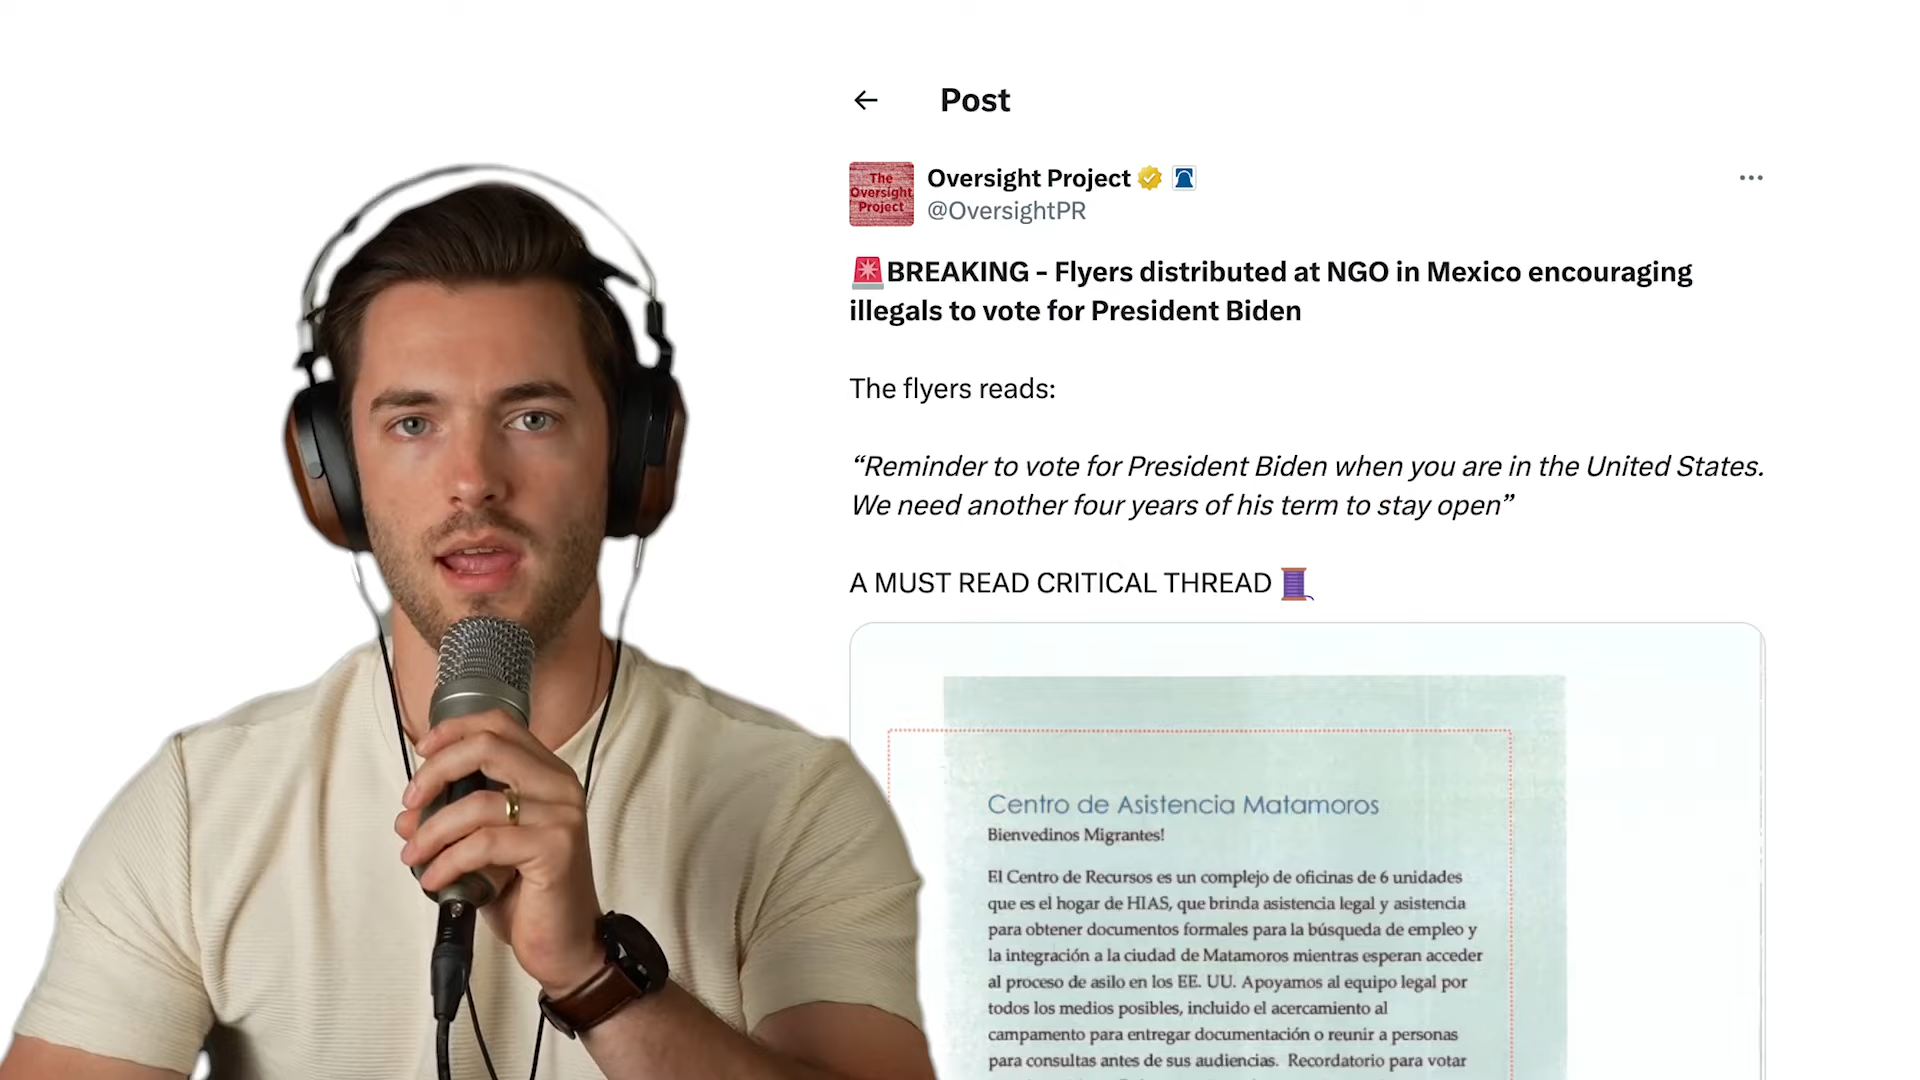 Post
The
Oversight
Project
Oversight Project
@OversightPR
BREAKING - Flyers distributed at NGO in Mexico encouraging
illegals to vote for President Biden
The flyers reads:
“Reminder to vote for President Biden when you are in the United States.
We need another four years of his term to stay open”
A MUST READ CRITICAL THREAD
Centro de Asistencia Matamoros
Bienvedinos Migrantes!
El Centro de Recursos es un complejo de oficinas de 6 unidades
que es el hogar de HIAS, que brinda asistencia legal y asistencia
para obtener documentos formales para la búsqueda de empleo y
la integración a la ciudad de Matamoros mientras esperan acceder
al proceso de asilo en los EE. UU. Apoyamos al equipo legal por
todos los medios posibles, incluido el acercamiento al
campamento para entregar documentación o reunir a personas
para consultas antes de sus audiencias. Recordatorio para votar